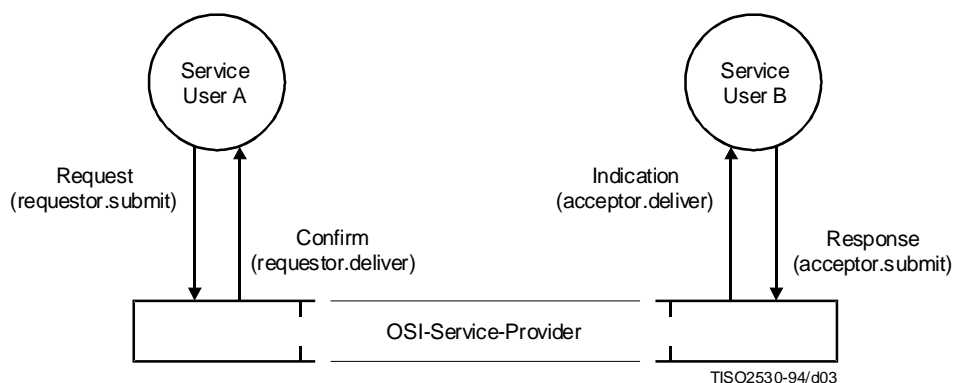 Service
User A
Service
User B
Request
(requestor.submit)
Confirm
(requestor.deliver)
Indication
(acceptor.deliver)
Response
(acceptor.submit)
OSI-Service-Provider
TISO2530-94/d03